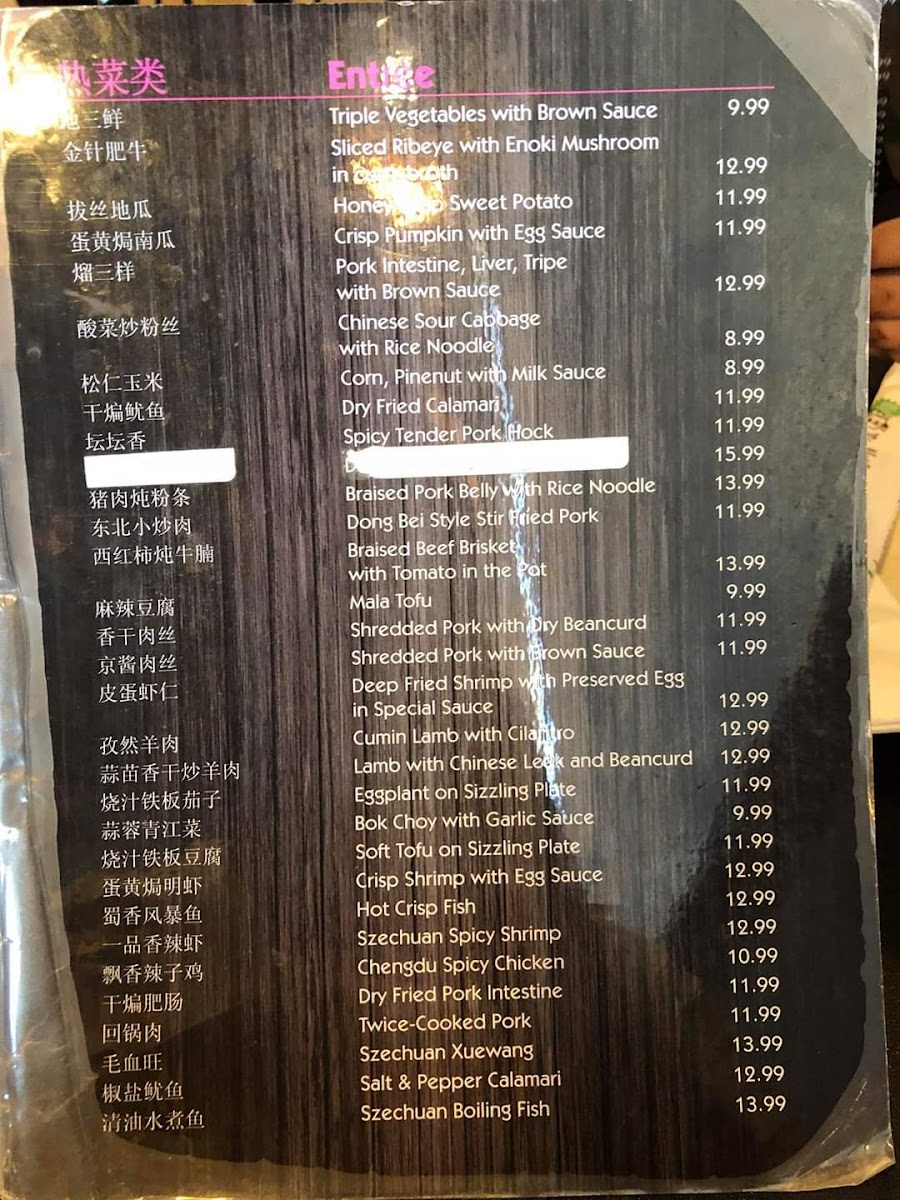 热菜类 Entree
地三鲜 Triple Vegetables with Brown Sauce 9.99
金针肥牛 Sliced Ribeye with Enoki Mushroom
in broth 12.99
拔丝地瓜 Honey Sweet Potato 11.99
蛋黄焗南瓜 Crisp Pumpkin with Egg Sauce 11.99
熘三样 Pork Intestine, Liver, Tripe
with Brown Sauce 12.99
酸菜炒粉丝 Chinese Sour Cabbage
with Rice Noodle 8.99
松仁玉米 Corn, Pinenut with Milk Sauce 8.99
干煸鱿鱼 Dry Fried Calamari 11.99
坛坛香 Spicy Tender Pork Hock 11.99
15.99
猪肉炖粉条 Braised Pork Belly with Rice Noodle 13.99
东北小炒肉 Dong Bei Style Stir Fried Pork 11.99
西红柿炖牛腩 Braised Beef Brisket
with Tomato in the Pot 13.99
麻辣豆腐 Mala Tofu 9.99
香干肉丝 Shredded Pork with Dry Beancurd 11.99
京酱肉丝 Shredded Pork with Brown Sauce 11.99
皮蛋虾仁 Deep Fried Shrimp with Preserved Egg
in Special Sauce 12.99
孜然羊肉 Cumin Lamb with Cilantro 12.99
蒜苗香干炒羊肉 Lamb with Chinese Leek and Beancurd 12.99
烧汁铁板茄子 Eggplant on Sizzling Plate 11.99
蒜蓉青江菜 Bok Choy with Garlic Sauce 9.99
烧汁铁板豆腐 Soft Tofu on Sizzling Plate 11.99
蛋黄焗明虾 Crisp Shrimp with Egg Sauce 12.99
蜀香风暴鱼 Hot Crisp Fish 12.99
一品香辣虾 Szechuan Spicy Shrimp 12.99
飘香辣子鸡 Chengdu Spicy Chicken 10.99
干煸肥肠 Dry Fried Pork Intestine 11.99
回锅肉 Twice-Cooked Pork 11.99
毛血旺 Szechuan Xuewang 13.99
椒盐鱿鱼 Salt & Pepper Calamari 12.99
清油水煮鱼 Szechuan Boiling Fish 13.99